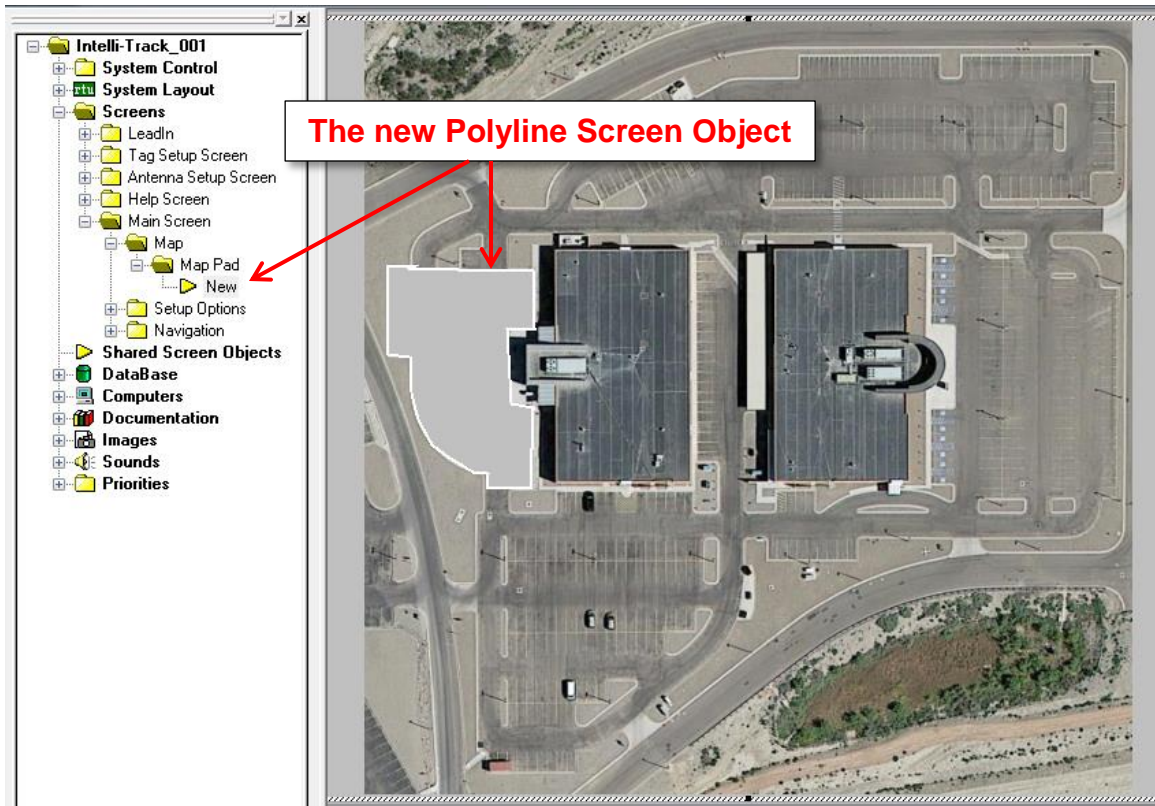 Intelli-Track_001
System Control
rtu System Layout
Screens
LeadIn
The new Polyline Screen Object
Tag Setup Screen
Antenna Setup Screen
Help Screen
Main Screen
Map
Map Pad
New
Setup Options
Navigation
Shared Screen Objects
DataBase
Computers
Documentation
Images
Sounds
Priorities